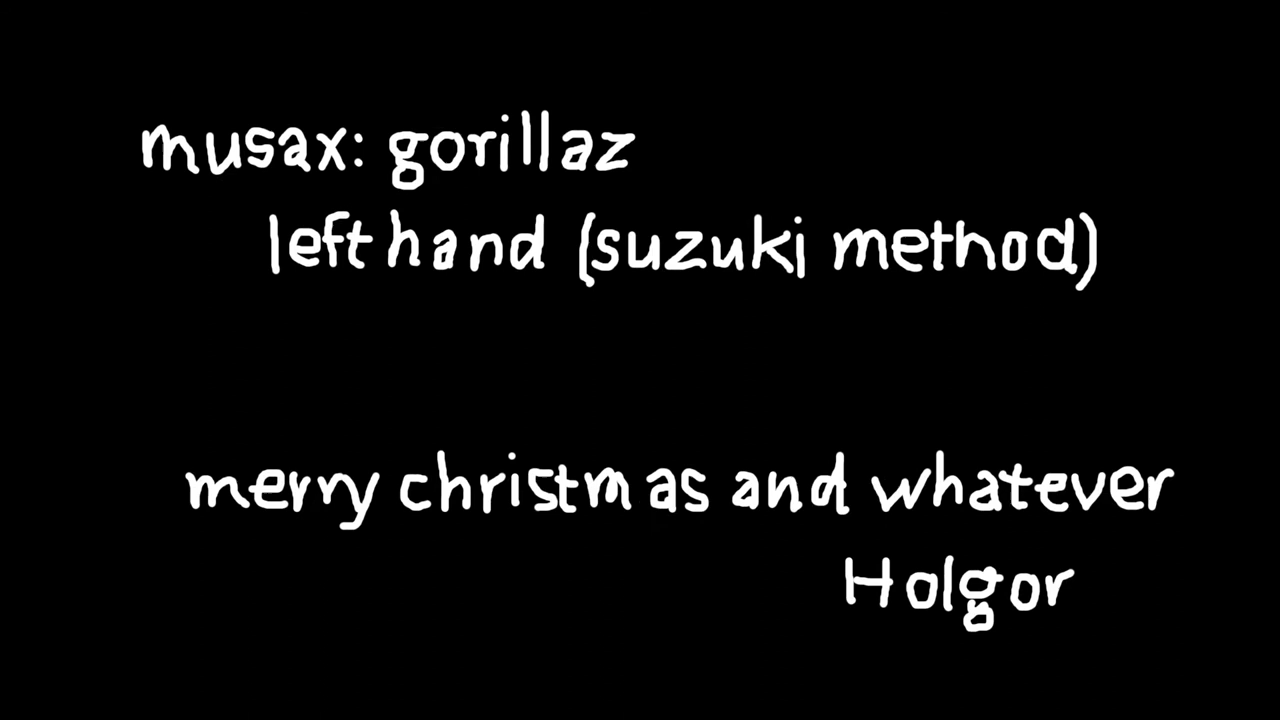 musax: gorillaz
left hand (suzuki method)
merry christmas and whatever
Holgor